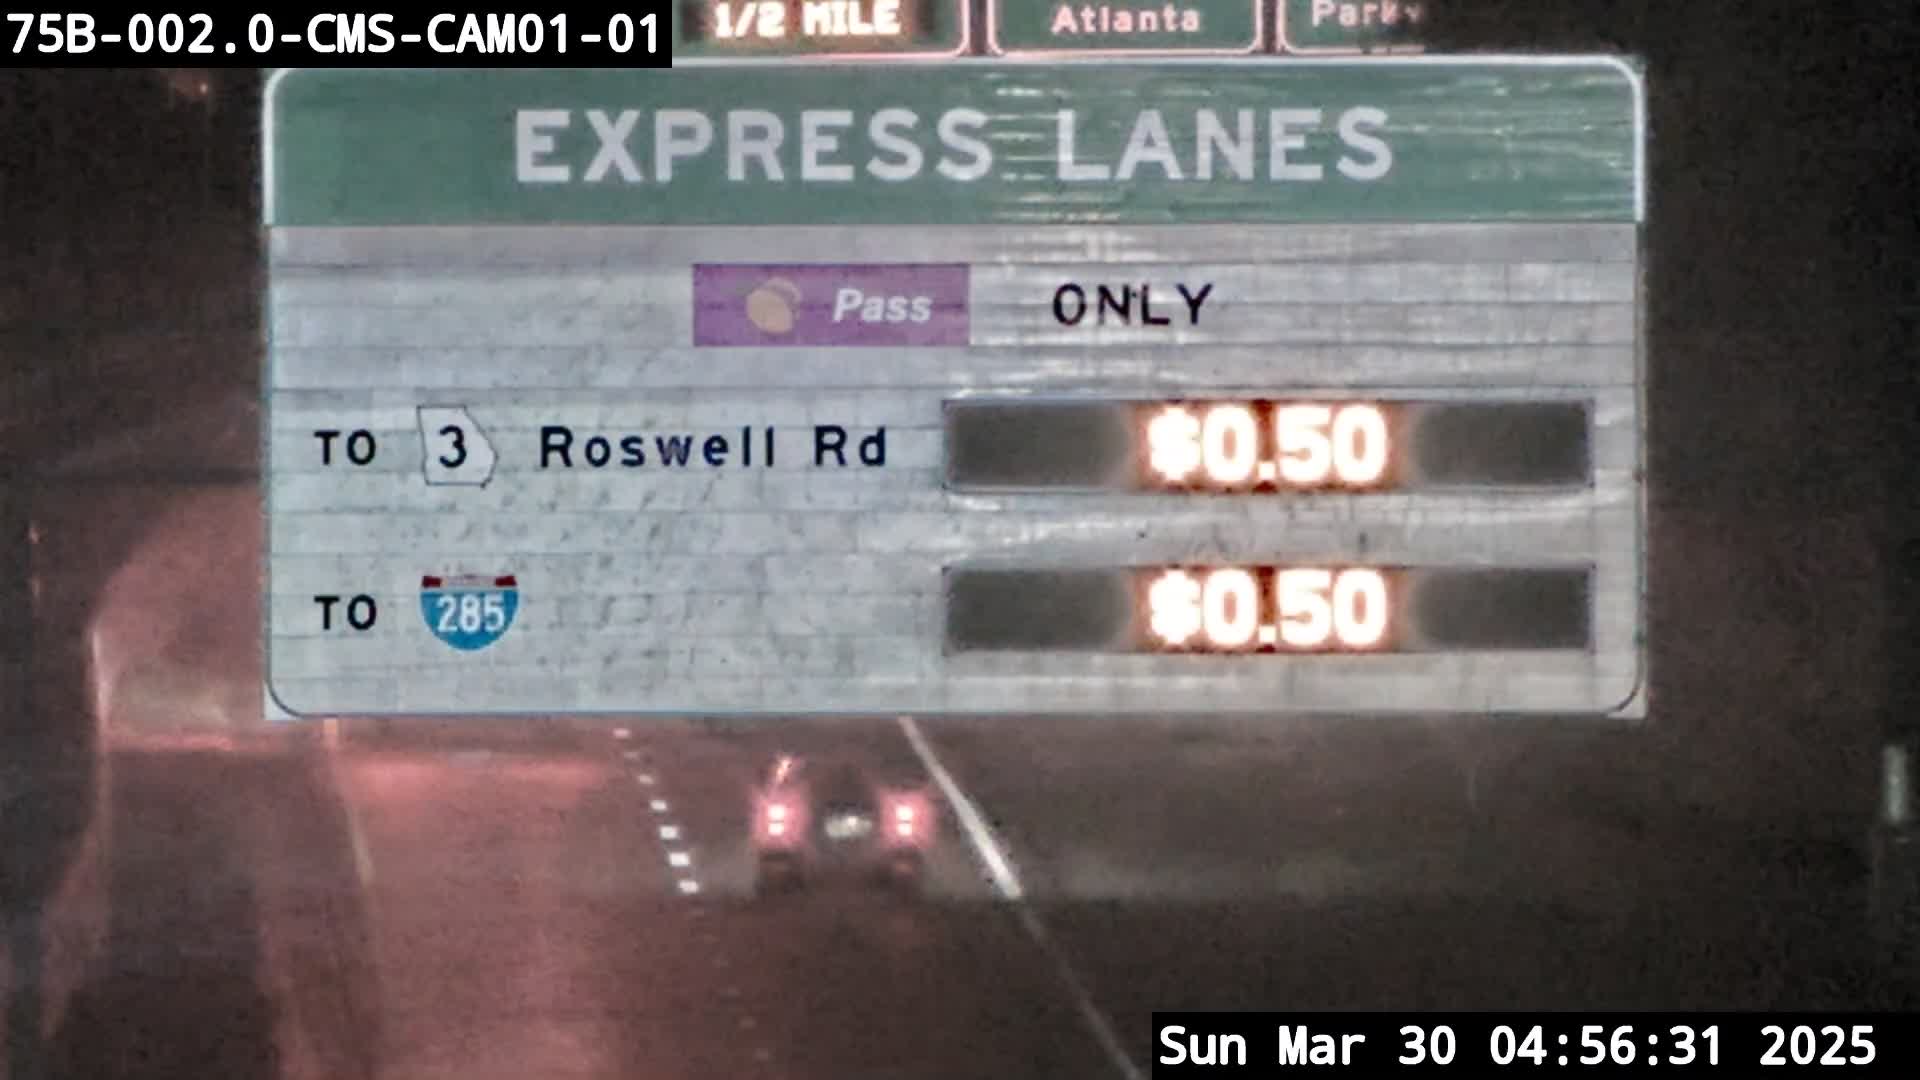 75B-002.0-CMS-CAM01-01
1/2 MILE
Atlanta
EXPRESS LANES
Pass ONLY
TO 3 Roswell Rd $0.50
TO 285 $0.50
Sun Mar 30 04:56:31 2025